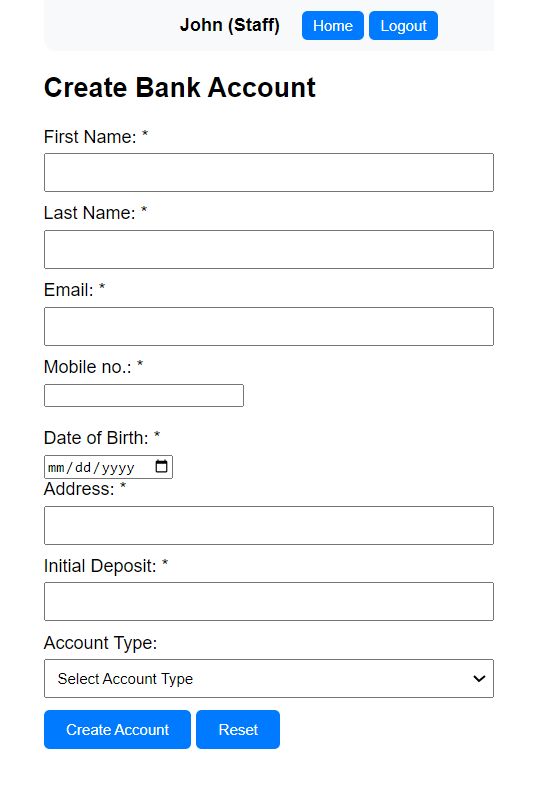 John (Staff) Home Logout
Create Bank Account
First Name: *
Last Name: *
Email: *
Mobile no.: *
Date of Birth: *
mm/dd/yyyy
Address: *
Initial Deposit: *
Account Type:
Select Account Type
Create Account Reset